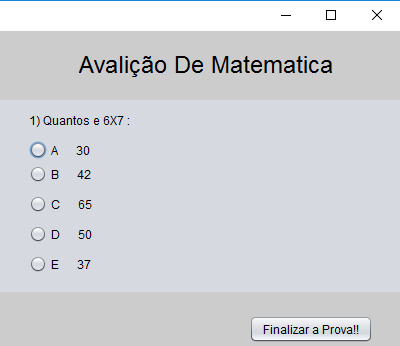 Avalição De Matematica
1) Quantos e 6X7 :
A 30
B 42
C 65
D 50
E 37
Finalizar a Prova!!